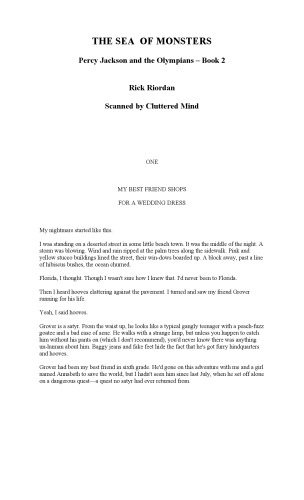 THE SEA OF MONSTERS
Percy Jackson and the Olympians – Book 2
Rick Riordan
Scanned by Cluttered Mind
ONE
MY BEST FRIEND SHOPS
FOR A WEDDING DRESS
My nightmare started like this.
I was standing on a deserted street in some little beach town. It was the middle of the night. A
storm was blowing. Wind and rain ripped at the palm trees along the sidewalk. Pink and
yellow stucco buildings lined the street, their win-dows boarded up. A block away, past a line
of hibiscus bushes, the ocean churned.
Florida, I thought. Though I wasn't sure how I knew that. I'd never been to Florida.
Then I heard hooves clattering against the pavement. I turned and saw my friend Grover
running for his life.
Yeah, I said hooves.
Grover is a satyr. From the waist up, he looks like a typical gangly teenager with a peach-fuzz
goatee and a bad case of acne. He walks with a strange limp, but unless you happen to catch
him without his pants on (which I don't recommend), you'd never know there was anything
un-human about him. Baggy jeans and fake feet hide the fact that he's got furry hindquarters
and hooves.
Grover had been my best friend in sixth grade. He'd gone on this adventure with me and a girl
named Annabeth to save the world, but I hadn't seen him since last July, when he set off alone
on a dangerous quest—a quest no satyr had ever returned from.